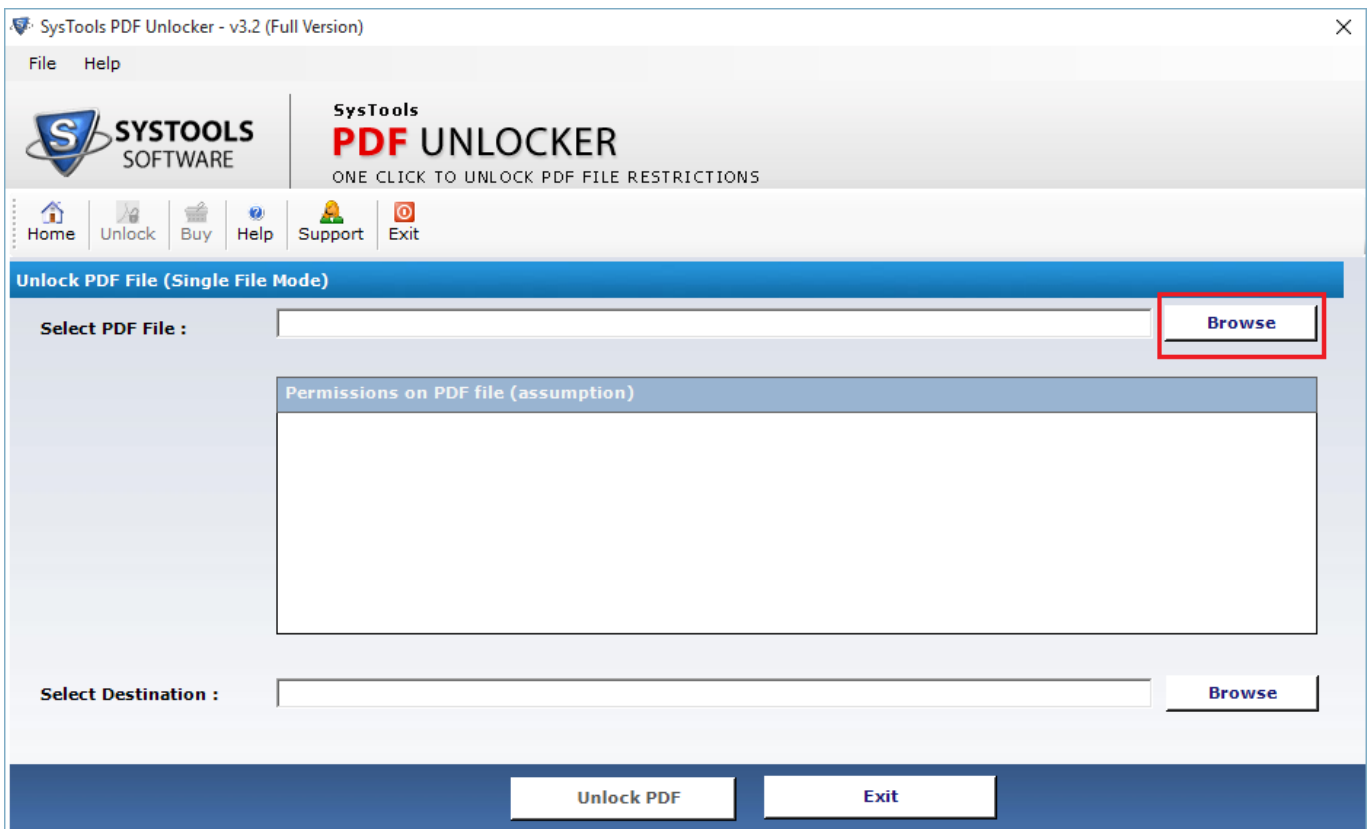 SysTools PDF Unlocker - v3.2 (Full Version)
File Help
S SYSTOOLS
SOFTWARE
SysTools
PDF UNLOCKER
ONE CLICK TO UNLOCK PDF FILE RESTRICTIONS
Home Unlock Buy Help Support Exit
Unlock PDF File (Single File Mode)
Select PDF File : Browse
Permissions on PDF file (assumption)
Select Destination : Browse
Unlock PDF Exit